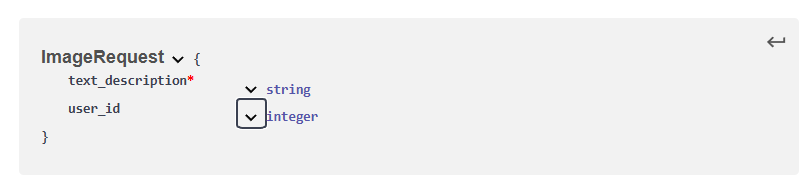 ImageRequest {
text_description* string
user_id integer
}